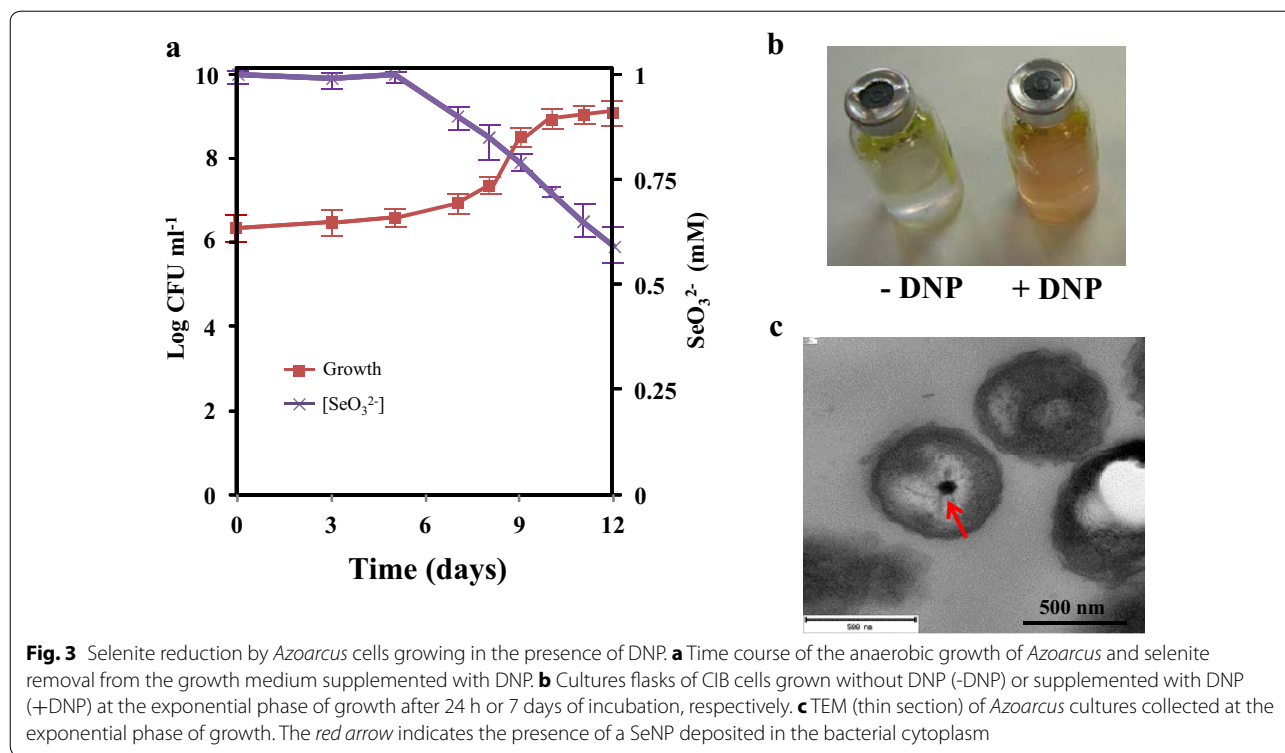 a
10
8
6
4
2
0
Log CFU ml-1
1
0.75
0.5
0.25
0
SeO₃²⁻ (mM)
Growth
[SeO₃²⁻]
0 3 6 9 12
Time (days)
b
- DNP + DNP
c
500 nm
500 nm
Fig. 3 Selenite reduction by Azoarcus cells growing in the presence of DNP. a Time course of the anaerobic growth of Azoarcus and selenite
removal from the growth medium supplemented with DNP. b Cultures flasks of CIB cells grown without DNP (-DNP) or supplemented with DNP
(+DNP) at the exponential phase of growth after 24 h or 7 days of incubation, respectively. c TEM (thin section) of Azoarcus cultures collected at the
exponential phase of growth. The red arrow indicates the presence of a SeNP deposited in the bacterial cytoplasm